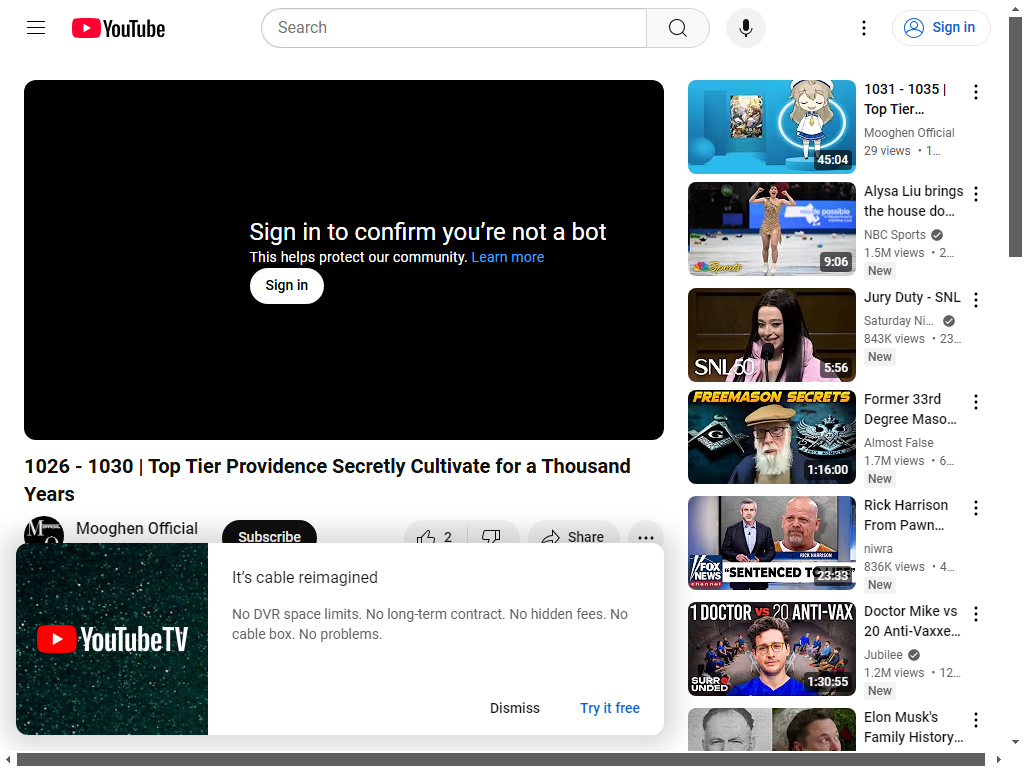 YouTube
Search
Sign in
Sign in to confirm you’re not a bot
This helps protect our community. Learn more
Sign in
1026 - 1030 | Top Tier Providence Secretly Cultivate for a Thousand
Years
Mooghen Official
Subscribe
2
Share
YouTubeTV
It’s cable reimagined
No DVR space limits. No long-term contract. No hidden fees. No
cable box. No problems.
Dismiss
Try it free
45:04
1031 - 1035 |
Top Tier…
Mooghen Official
29 views • 1…
NBC Sports
9:06
Alysa Liu brings
the house do…
NBC Sports
1.5M views • 2…
New
SNL50
5:56
Jury Duty - SNL
Saturday Ni…
843K views • 23…
New
FREEMASON SECRETS
G
1:16:00
Former 33rd
Degree Maso…
Almost False
1.7M views • 6…
New
RICK HARRISON
FOX
NEWS
channel
"SENTENCED TO
23:33
Rick Harrison
From Pawn…
niwra
836K views • 4…
New
1 DOCTOR VS 20 ANTI-VAX
SURR
UNDED
1:30:55
Doctor Mike vs
20 Anti-Vaxxe…
Jubilee
1.2M views • 12…
New
Elon Musk's
Family History…